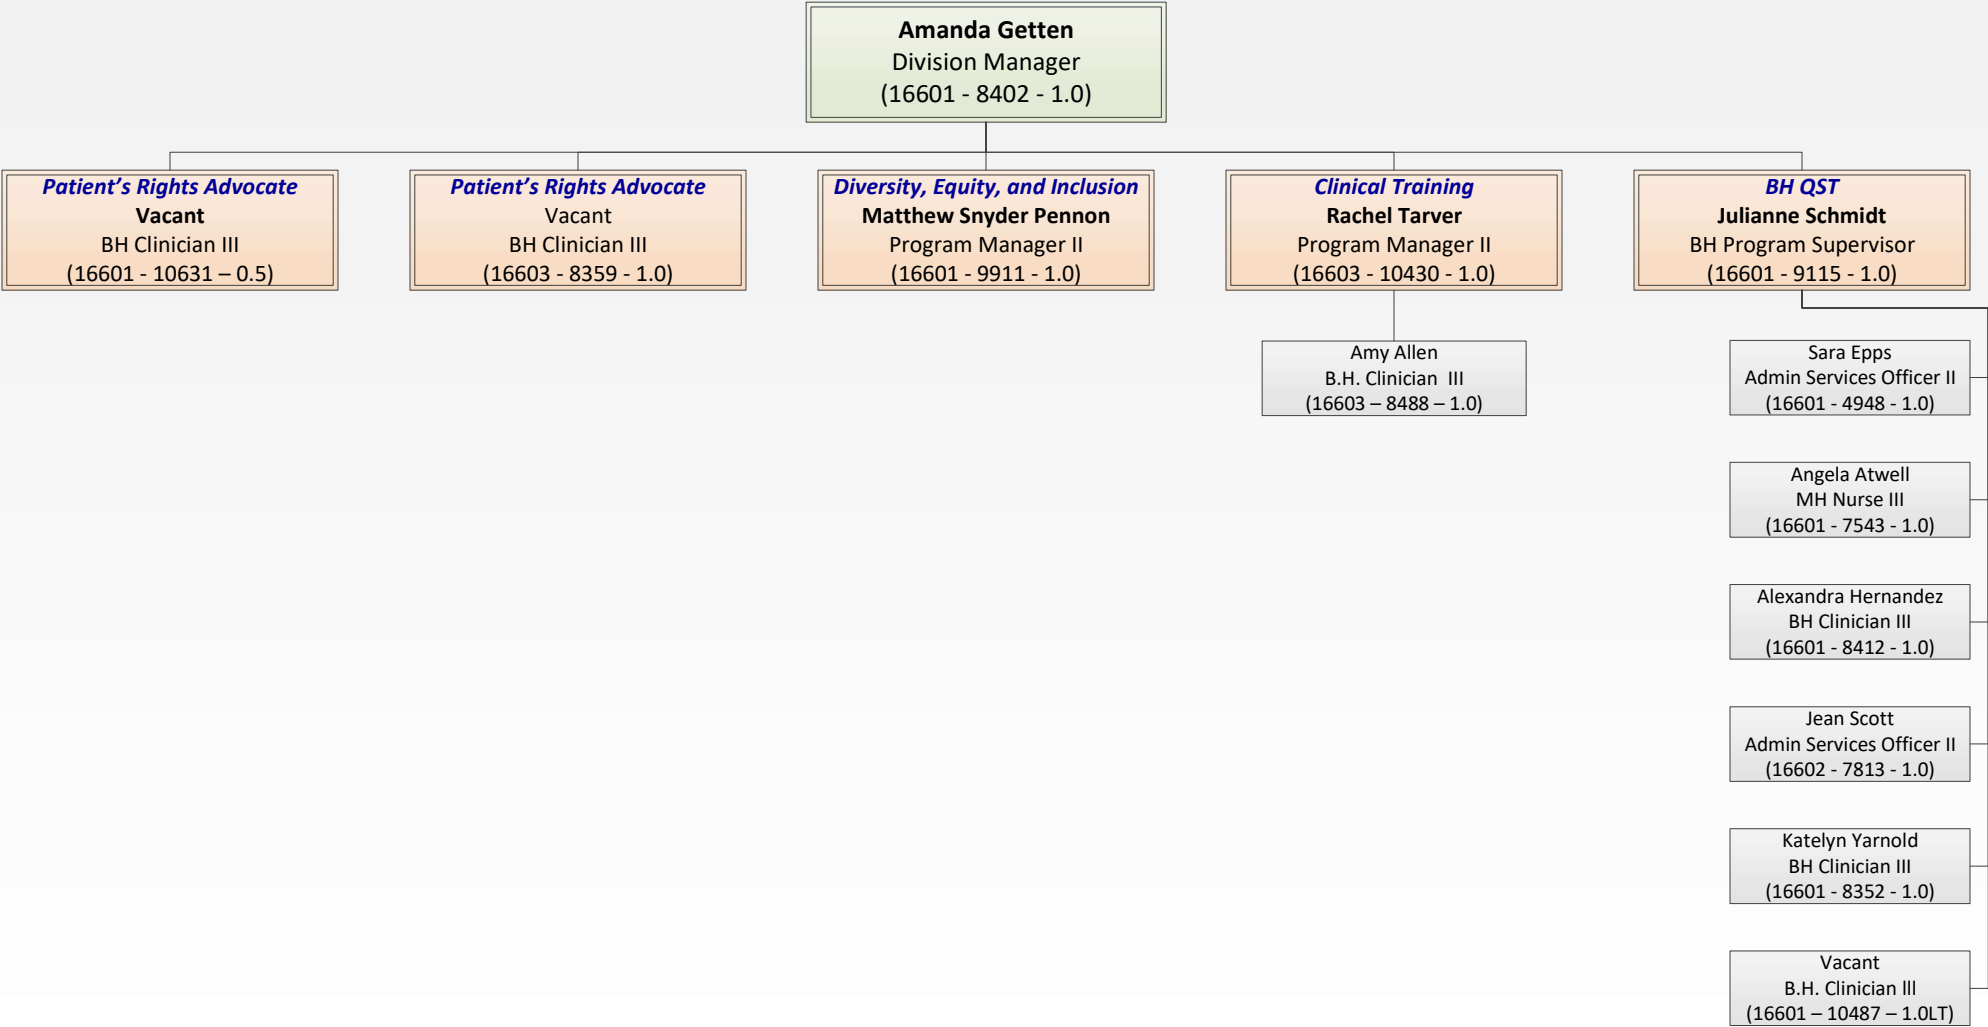 Amanda Getten
Division Manager
(16601 - 8402 - 1.0)
Patient’s Rights Advocate
Vacant
BH Clinician III
(16601 - 10631 – 0.5)
Patient’s Rights Advocate
Vacant
BH Clinician III
(16603 - 8359 - 1.0)
Diversity, Equity, and Inclusion
Matthew Snyder Pennon
Program Manager II
(16601 - 9911 - 1.0)
Clinical Training
Rachel Tarver
Program Manager II
(16603 - 10430 - 1.0)
BH QST
Julianne Schmidt
BH Program Supervisor
(16601 - 9115 - 1.0)
Amy Allen
B.H. Clinician  III
(16603 – 8488 – 1.0)
Sara Epps
Admin Services Officer II
(16601 - 4948 - 1.0)
Angela Atwell
MH Nurse III
(16601 - 7543 - 1.0)
Alexandra Hernandez
BH Clinician III
(16601 - 8412 - 1.0)
Jean Scott
Admin Services Officer II
(16602 - 7813 - 1.0)
Katelyn Yarnold
BH Clinician III
(16601 - 8352 - 1.0)
Vacant
B.H. Clinician lll
(16601 – 10487 – 1.0LT)